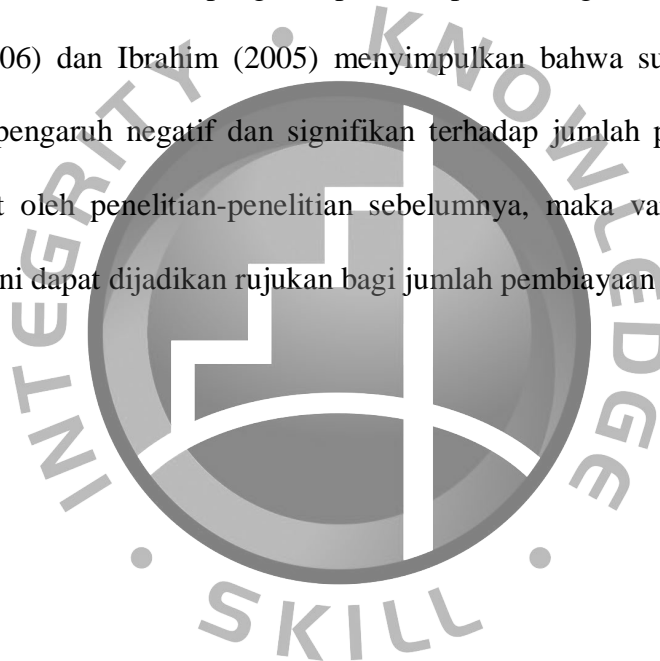 06) dan Ibrahim (2005) menyimpulkan bahwa su
pengaruh negatif dan signifikan terhadap jumlah p
t oleh penelitian-penelitian sebelumnya, maka va
ni dapat dijadikan rujukan bagi jumlah pembiayaan
INTEGRITY • KNOWLEDGE • SKILL •